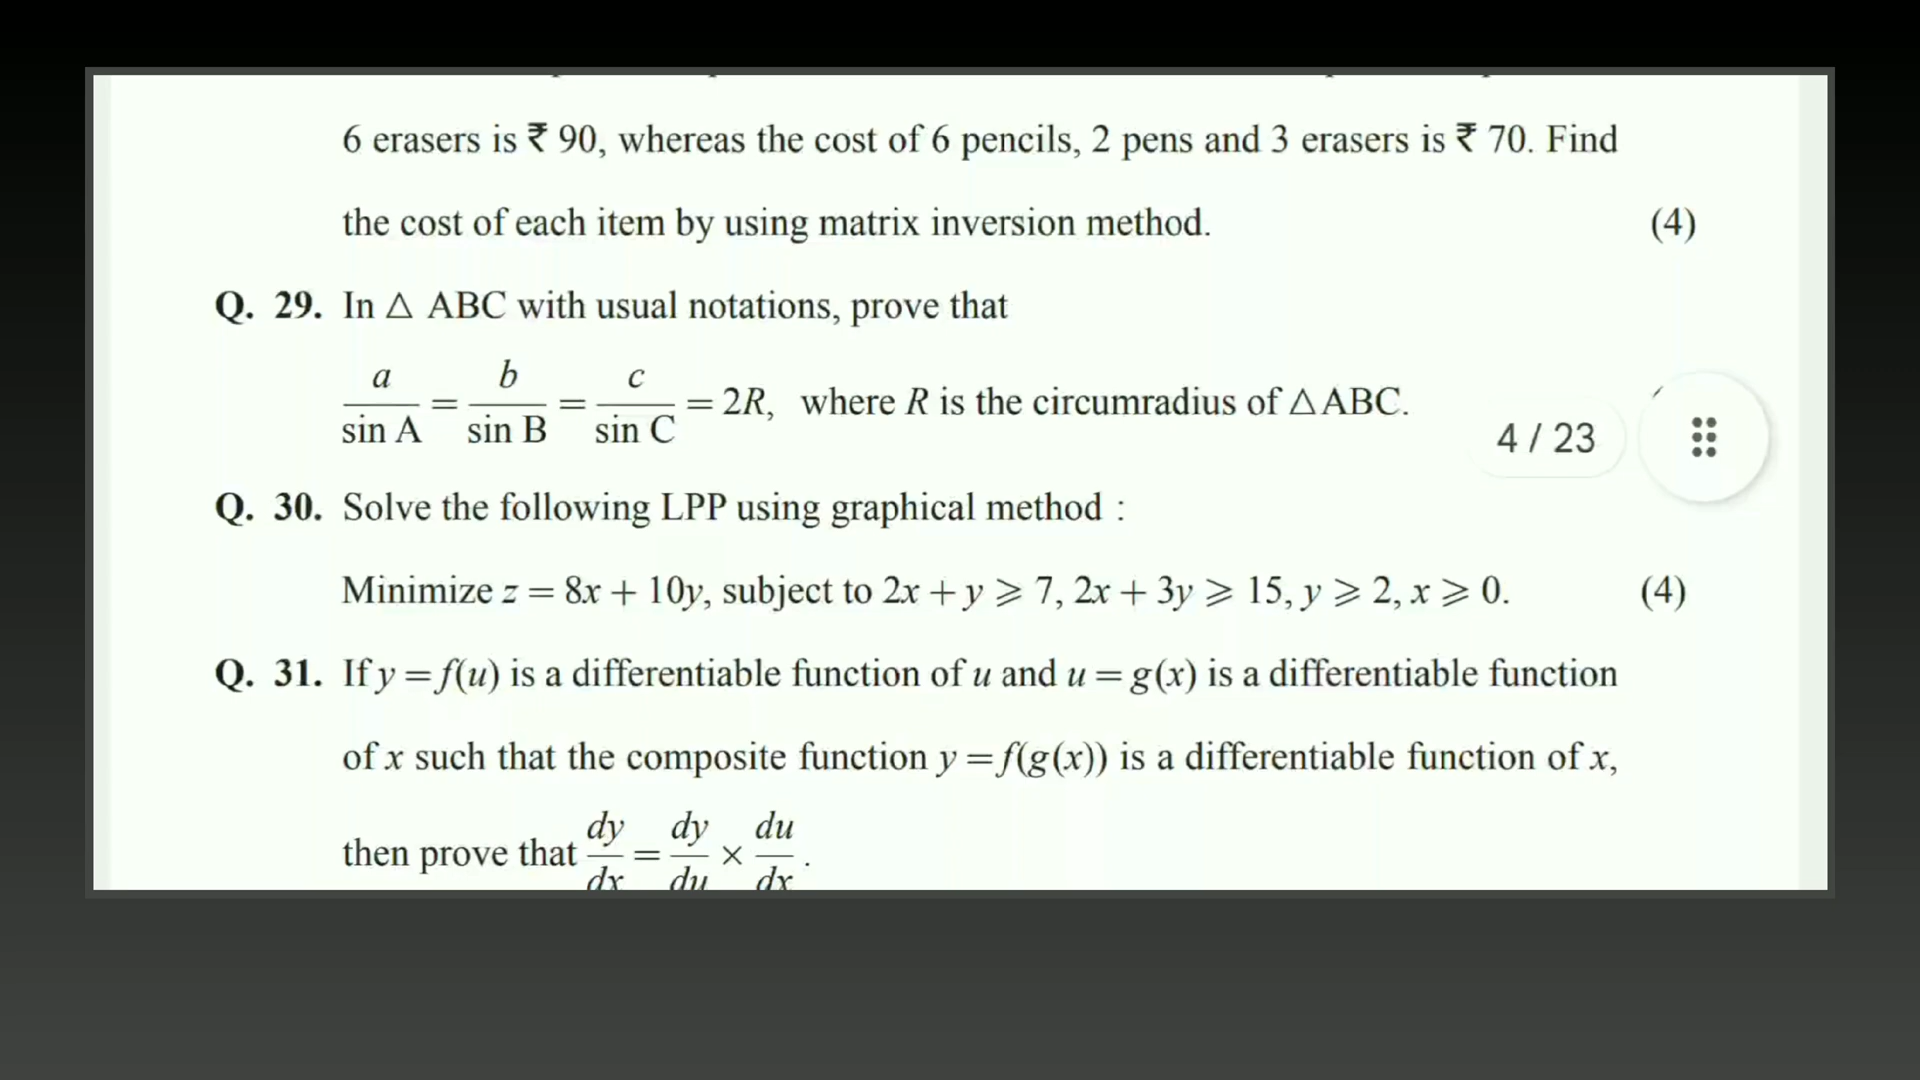 6 erasers is ₹ 90, whereas the cost of 6 pencils, 2 pens and 3 erasers is ₹ 70. Find
the cost of each item by using matrix inversion method. (4)
Q. 29. In △ ABC with usual notations, prove that
a/sin A = b/sin B = c/sin C = 2R, where R is the circumradius of △ABC.
4 / 23
Q. 30. Solve the following LPP using graphical method :
Minimize z = 8x + 10y, subject to 2x + y ⩾ 7, 2x + 3y ⩾ 15, y ⩾ 2, x ⩾ 0. (4)
Q. 31. If y = f(u) is a differentiable function of u and u = g(x) is a differentiable function
of x such that the composite function y = f(g(x)) is a differentiable function of x,
then prove that dy/dx = dy/du × du/dx .